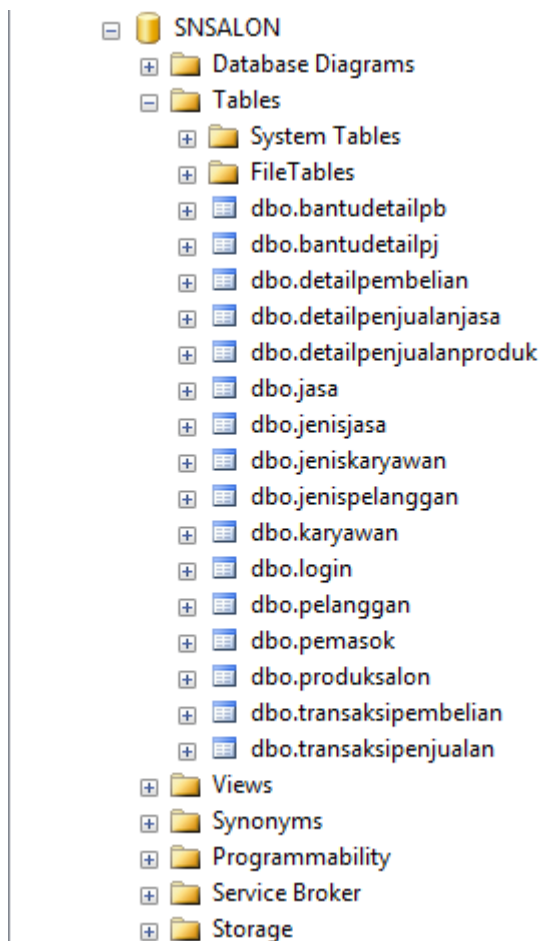 SNSALON
Database Diagrams
Tables
System Tables
FileTables
dbo.bantudetailpb
dbo.bantudetailpj
dbo.detailpembelian
dbo.detailpenjualanjasa
dbo.detailpenjualanproduk
dbo.jasa
dbo.jenisjasa
dbo.jeniskaryawan
dbo.jenispelanggan
dbo.karyawan
dbo.login
dbo.pelanggan
dbo.pemasok
dbo.produksalon
dbo.transaksipembelian
dbo.transaksipenjualan
Views
Synonyms
Programmability
Service Broker
Storage